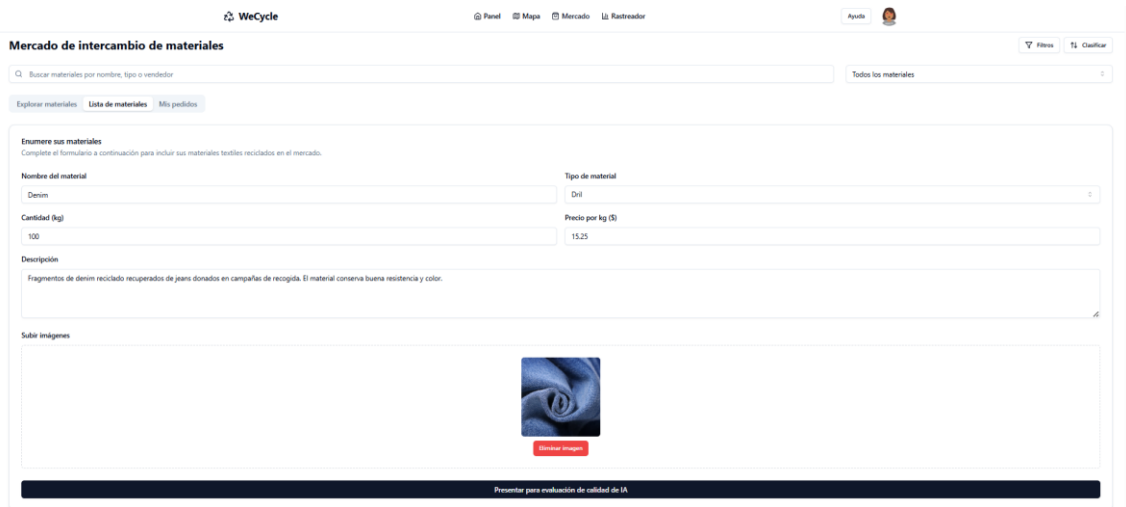 WeCycle
Panel Mapa Mercado Rastreador
Ayuda
Mercado de intercambio de materiales
Filtros Clasificar
Buscar materiales por nombre, tipo o vendedor
Todos los materiales
Explorar materiales Lista de materiales Mis pedidos
Enumere sus materiales
Complete el formulario a continuación para incluir sus materiales textiles reciclados en el mercado.
Nombre del material Tipo de material
Denim Dril
Cantidad (kg) Precio por kg ($)
100 15.25
Descripción
Fragmentos de denim reciclado recuperados de jeans donados en campañas de recogida. El material conserva buena resistencia y color.
Subir imágenes
Eliminar images
Presentar para evaluación de calidad de IA